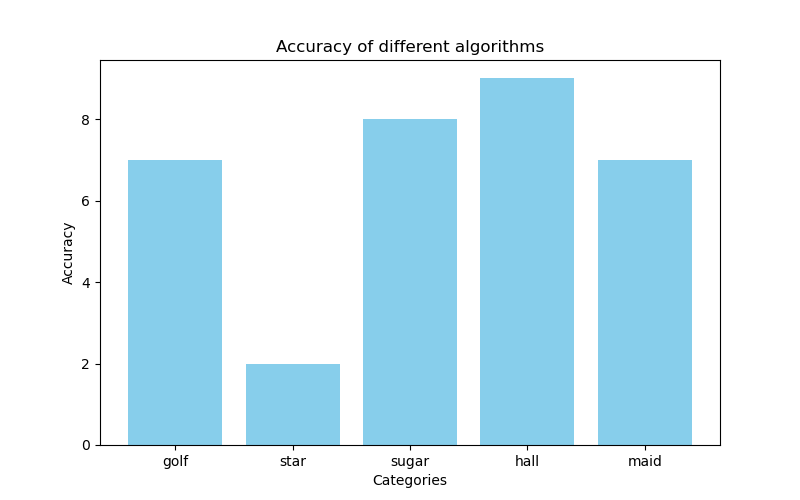 Accuracy of different algorithms
Accuracy
8
6
4
2
0
golf star sugar hall maid
Categories